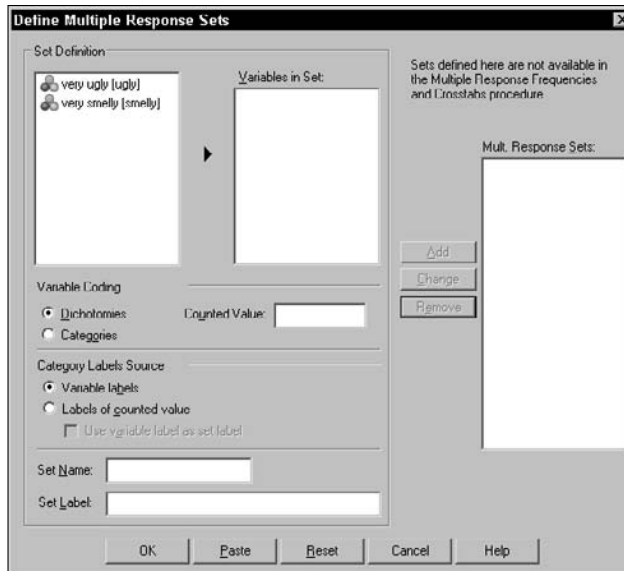 Define Multiple Response Sets
Set Definition
very ugly [ugly]
very smelly [smelly]
Variables in Set:
Sets defined here are not available in
the Multiple Response Frequencies
and Crosstabs procedure
Mult. Response Sets:
Add
Change
Remove
Variable Coding
Dichotomies
Counted Value:
Categories
Category Labels Source
Variable labels
Labels of counted value
Use variable label as set label
Set Name:
Set Label:
OK
Paste
Reset
Cancel
Help